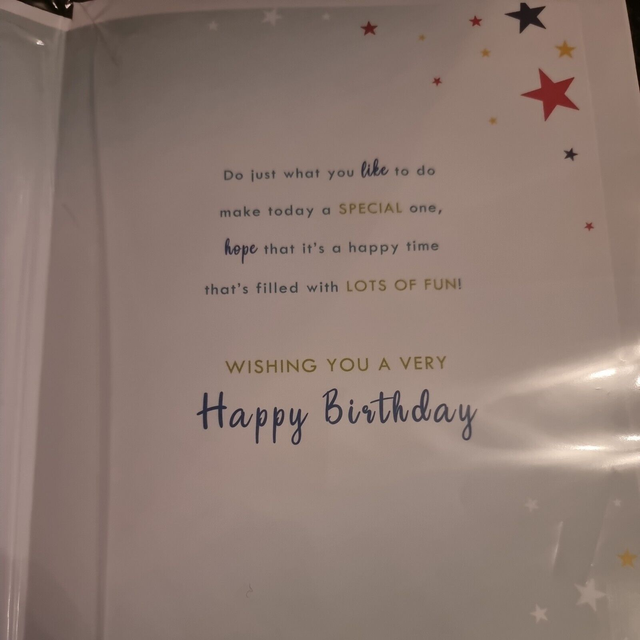 Do just what you like to do
make today a SPECIAL one,
hope that it's a happy time
that's filled with LOTS OF FUN!
WISHING YOU A VERY
Happy Birthday